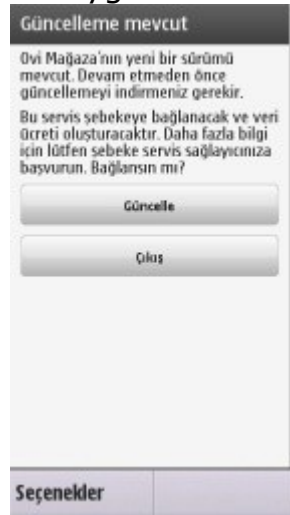 Güncelleme mevcut
Ovi Mağaza'nın yeni bir sürümü
mevcut. Devam etmeden önce
güncellemeyi indirmeniz gerekir.
Bu servis şebekeye bağlanacak ve veri
ücreti oluşturacaktır. Daha fazla bilgi
için lütfen şebeke servis sağlayıcınıza
başvurun. Bağlansın mı?
Güncelle
Çıkış
Seçenekler